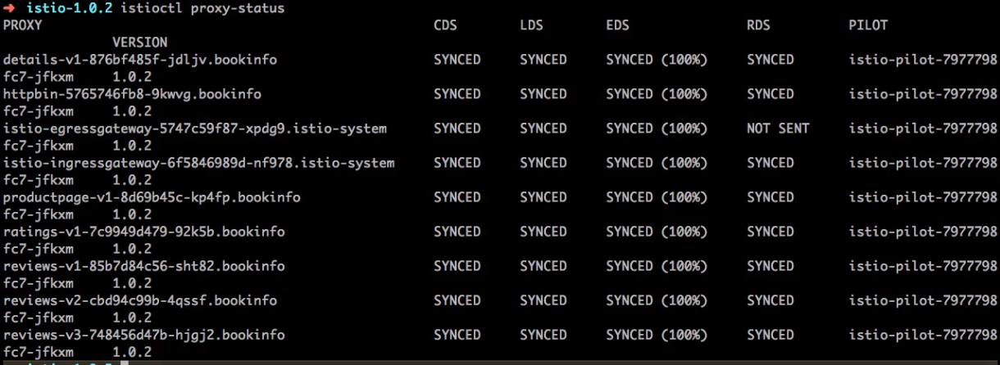 ➜ istio-1.0.2 istioctl proxy-status
PROXY CDS LDS EDS RDS PILOT
VERSION
details-v1-876bf485f-jdljv.bookinfo SYNCED SYNCED SYNCED (100%) SYNCED istio-pilot-7977798
fc7-jfkxm 1.0.2
httpbin-5765746fb8-9kwvg.bookinfo SYNCED SYNCED SYNCED (100%) SYNCED istio-pilot-7977798
fc7-jfkxm 1.0.2
istio-egressgateway-5747c59f87-xpdg9.istio-system SYNCED SYNCED SYNCED (100%) NOT SENT istio-pilot-7977798
fc7-jfkxm 1.0.2
istio-ingressgateway-6f5846989d-nf978.istio-system SYNCED SYNCED SYNCED (100%) SYNCED istio-pilot-7977798
fc7-jfkxm 1.0.2
productpage-v1-8d69b45c-kp4fp.bookinfo SYNCED SYNCED SYNCED (100%) SYNCED istio-pilot-7977798
fc7-jfkxm 1.0.2
ratings-v1-7c9949d479-92k5b.bookinfo SYNCED SYNCED SYNCED (100%) SYNCED istio-pilot-7977798
fc7-jfkxm 1.0.2
reviews-v1-85b7d84c56-sht82.bookinfo SYNCED SYNCED SYNCED (100%) SYNCED istio-pilot-7977798
fc7-jfkxm 1.0.2
reviews-v2-cbd94c99b-4qssf.bookinfo SYNCED SYNCED SYNCED (100%) SYNCED istio-pilot-7977798
fc7-jfkxm 1.0.2
reviews-v3-748456d47b-hjgj2.bookinfo SYNCED SYNCED SYNCED (100%) SYNCED istio-pilot-7977798
fc7-jfkxm 1.0.2